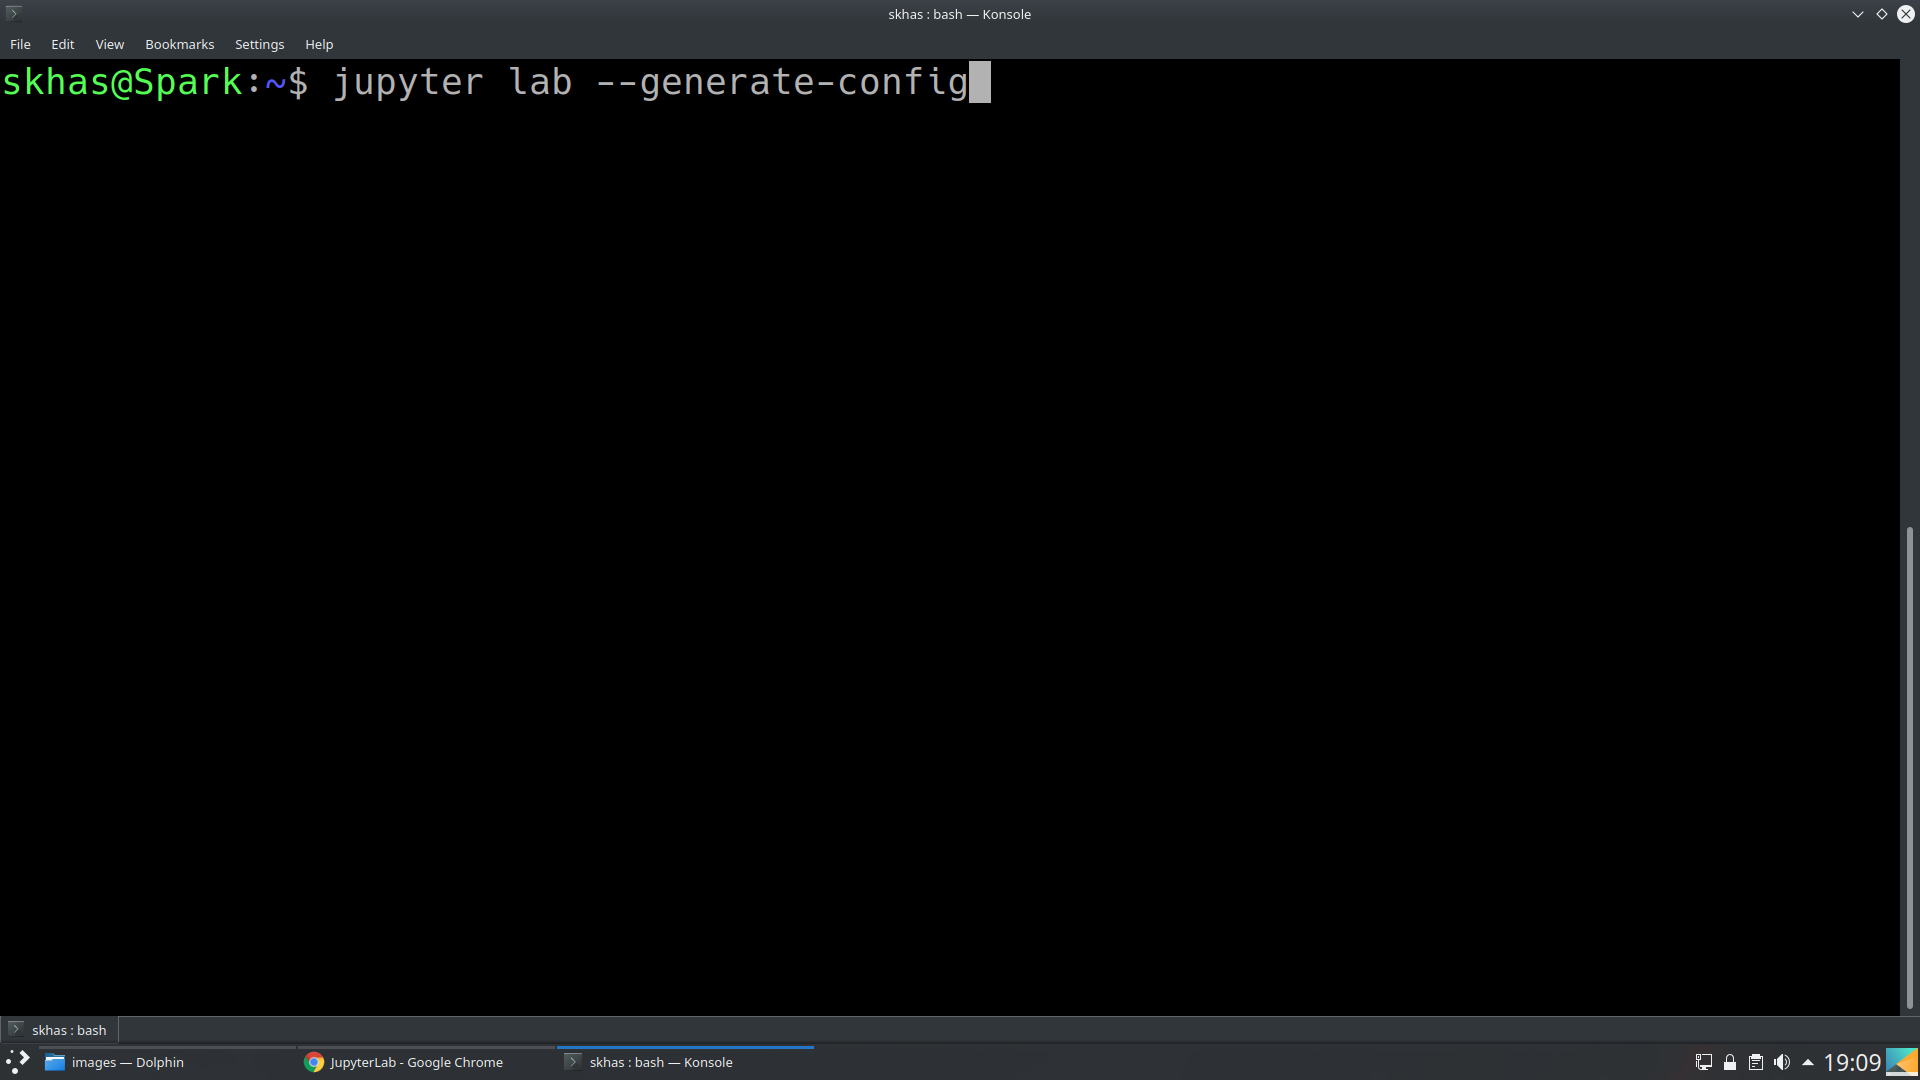 skhas : bash — Konsole
File Edit View Bookmarks Settings Help
skhas@Spark:~$ jupyter lab --generate-config
skhas : bash
images — Dolphin JupyterLab - Google Chrome skhas : bash — Konsole 19:09